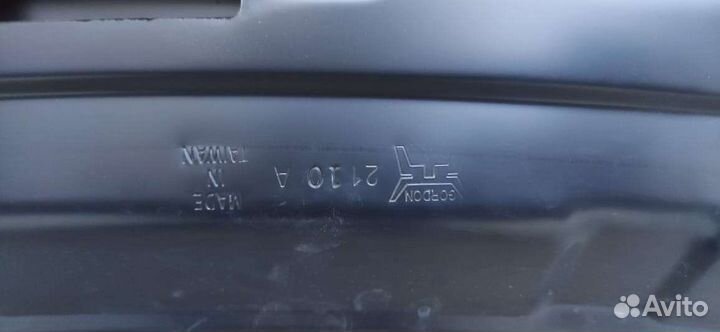 GORDON
2110 A
MADE
IN
TAIWAN
Avito